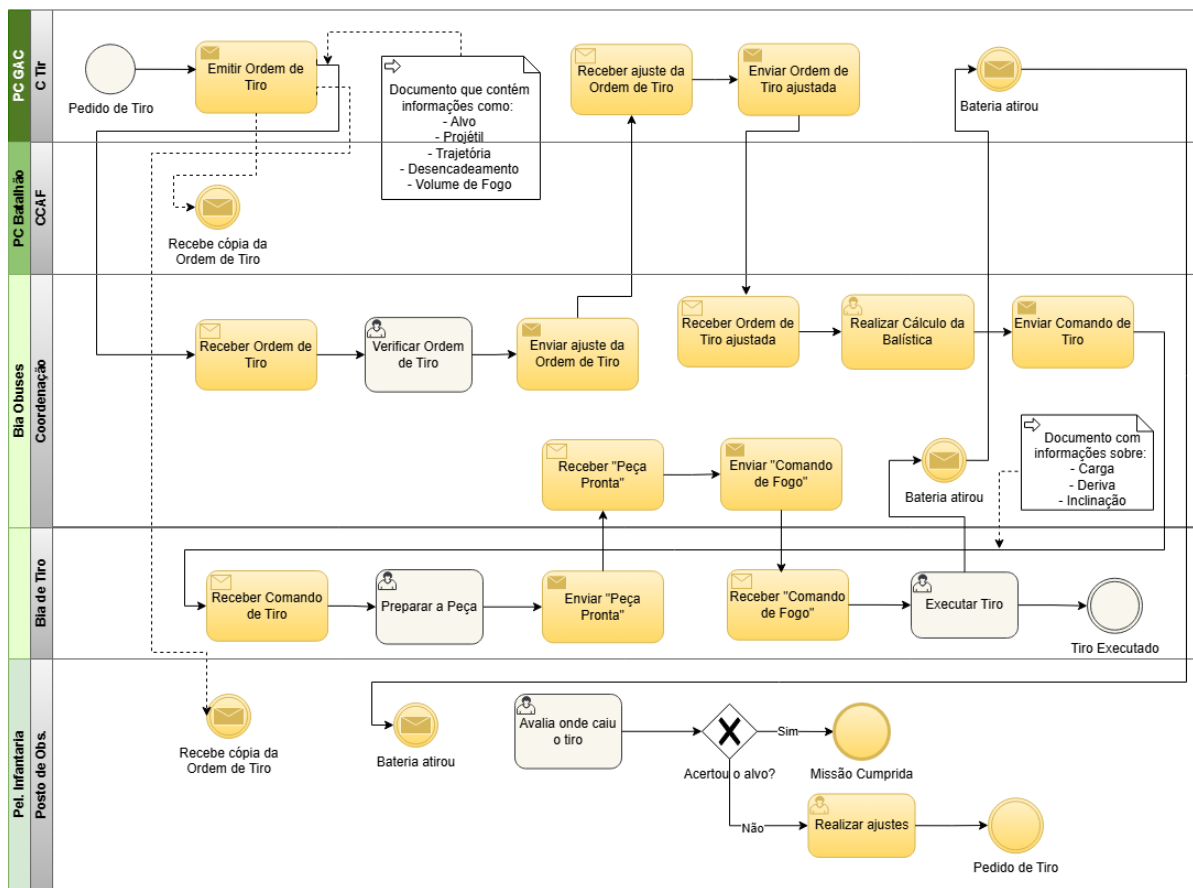 PC GAC
C Tir
Pedido de Tiro
Emitir Ordem de
Tiro
Documento que contém
informações como:
- Alvo
- Projétil
- Trajetória
- Desencadeamento
- Volume de Fogo
Receber ajuste da
Ordem de Tiro
Enviar Ordem de
Tiro ajustada
Bateria atirou
PC Batalhão
CCAF
Recebe cópia da
Ordem de Tiro
Bia Obuses
Coordenação
Receber Ordem de
Tiro
Verificar Ordem
de Tiro
Enviar ajuste da
Ordem de Tiro
Receber Ordem de
Tiro ajustada
Realizar Cálculo da
Balística
Enviar Comando de
Tiro
Receber "Peça
Pronta"
Enviar "Comando
de Fogo"
Bateria atirou
Documento com
informações sobre:
- Carga
- Deriva
- Inclinação
Bia de Tiro
Receber Comando
de Tiro
Preparar a Peça
Enviar "Peça
Pronta"
Receber "Comando
de Fogo"
Executar Tiro
Tiro Executado
Pel. Infantaria
Posto de Obs.
Recebe cópia da
Ordem de Tiro
Bateria atirou
Avalia onde caiu
o tiro
Acertou o alvo?
Sim
Missão Cumprida
Não
Realizar ajustes
Pedido de Tiro